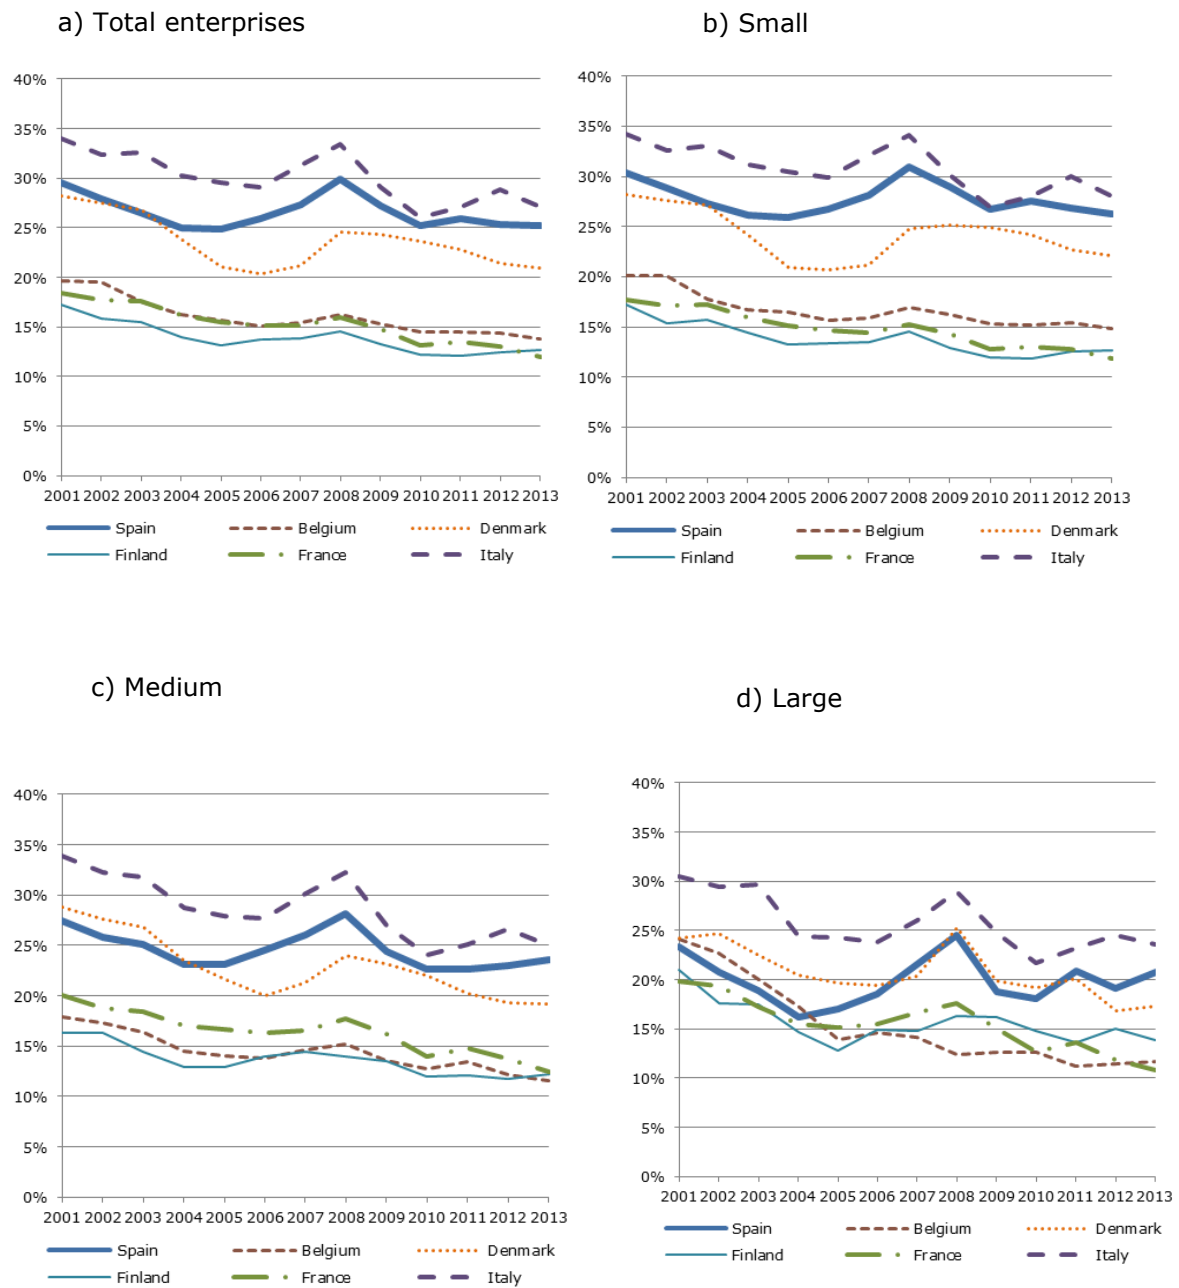 a) Total enterprises
b) Small
40%
35%
30%
25%
20%
15%
10%
5%
0%
2001 2002 2003 2004 2005 2006 2007 2008 2009 2010 2011 2012 2013
Spain Belgium Denmark
Finland France Italy
40%
35%
30%
25%
20%
15%
10%
5%
0%
2001 2002 2003 2004 2005 2006 2007 2008 2009 2010 2011 2012 2013
Spain Belgium Denmark
Finland France Italy
c) Medium
d) Large
40%
35%
30%
25%
20%
15%
10%
5%
0%
2001 2002 2003 2004 2005 2006 2007 2008 2009 2010 2011 2012 2013
Spain Belgium Denmark
Finland France Italy
40%
35%
30%
25%
20%
15%
10%
5%
0%
2001 2002 2003 2004 2005 2006 2007 2008 2009 2010 2011 2012 2013
Spain Belgium Denmark
Finland France Italy